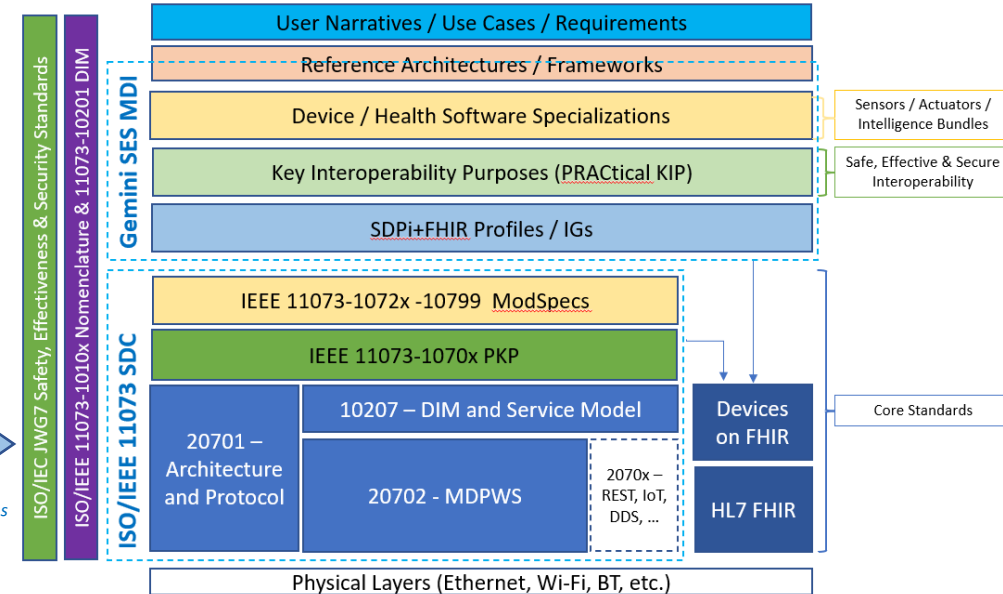 User Narratives / Use Cases / Requirements
Reference Architectures / Frameworks
Device / Health Software Specializations
Key Interoperability Purposes (PRACtical KIP)
SDPi+FHIR Profiles / IGs
Gemini SES MDI
Sensors / Actuators /
Intelligence Bundles
Safe, Effective & Secure
Interoperability
ISO/IEC JWG7 Safety, Effectiveness & Security Standards
ISO/IEEE 11073-1010x Nomenclature & 11073-10201 DIM
ISO/IEEE 11073 SDC
IEEE 11073-1072x -10799 ModSpecs
IEEE 11073-1070x PKP
20701 –
Architecture
and Protocol
10207 – DIM and Service Model
20702 - MDPWS
2070x –
REST, IoT,
DDS, ...
Devices
on FHIR
HL7 FHIR
Core Standards
Physical Layers (Ethernet, Wi-Fi, BT, etc.)